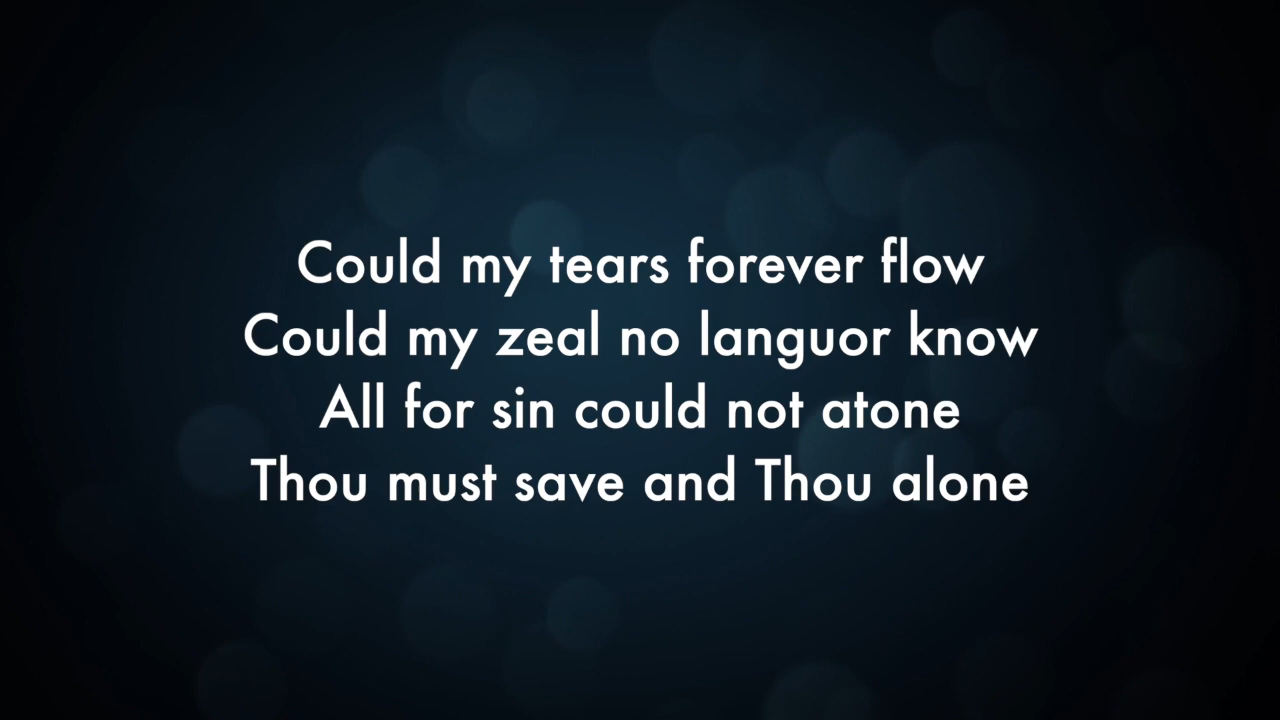 Could my tears forever flow
Could my zeal no languor know
All for sin could not atone
Thou must save and Thou alone